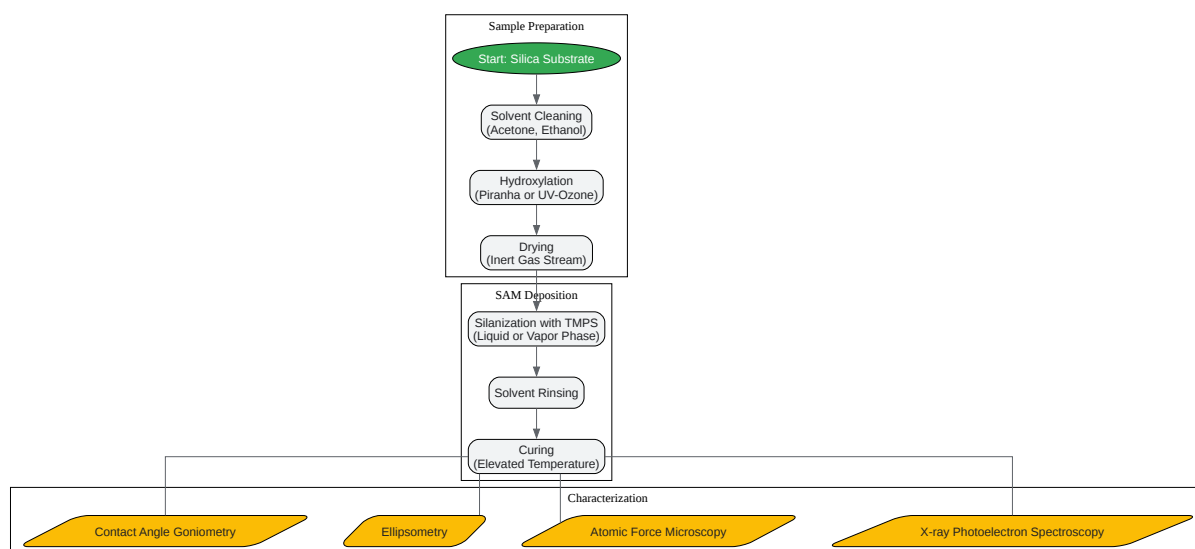 Sample Preparation
Start: Silica Substrate
Solvent Cleaning
(Acetone, Ethanol)
Hydroxylation
(Piranha or UV-Ozone)
Drying
(Inert Gas Stream)
SAM Deposition
Silanization with TMPS
(Liquid or Vapor Phase)
Solvent Rinsing
Curing
(Elevated Temperature)
Characterization
Contact Angle Goniometry
Ellipsometry
Atomic Force Microscopy
X-ray Photoelectron Spectroscopy